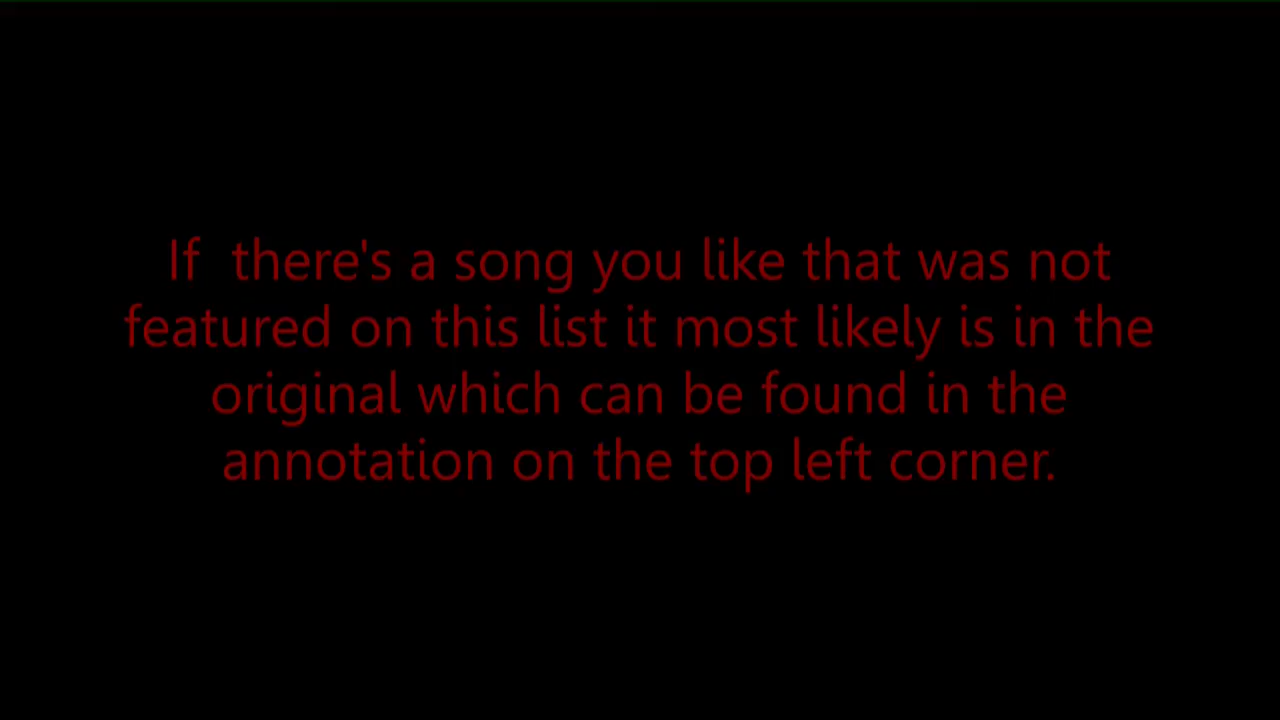 If  there's a song you like that was not
featured on this list it most likely is in the
original which can be found in the
annotation on the top left corner.